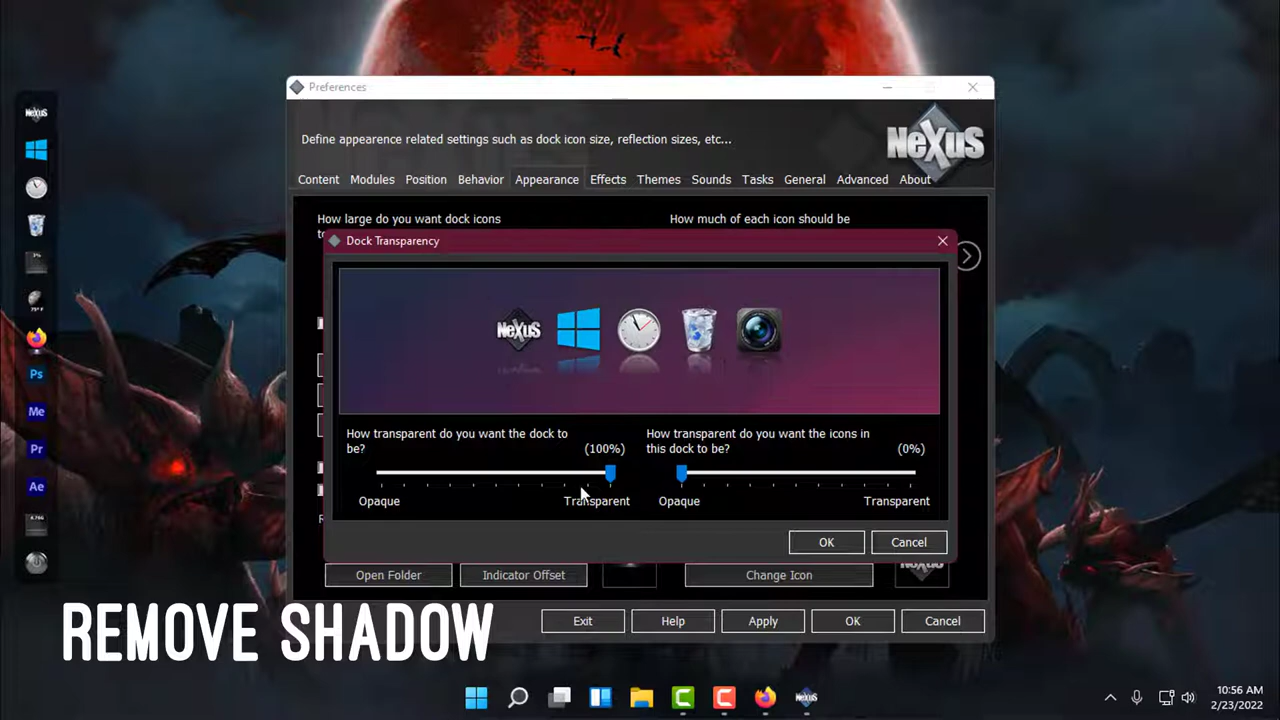 Preferences
Define appearence related settings such as dock icon size, reflection sizes, etc...
NeXuS
Content Modules Position Behavior Appearance Effects Themes Sounds Tasks General Advanced About
How large do you want dock icons
How much of each icon should be
Dock Transparency
NeXuS
How transparent do you want the dock to be?
(100%)
Opaque
Transparent
How transparent do you want the icons in this dock to be?
(0%)
Opaque
Transparent
OK
Cancel
Open Folder
Indicator Offset
Change Icon
Exit
Help
Apply
OK
Cancel
NeXuS
Ps
Me
Pr
Ae
REMOVE SHADOW
10:56 AM
2/23/2022